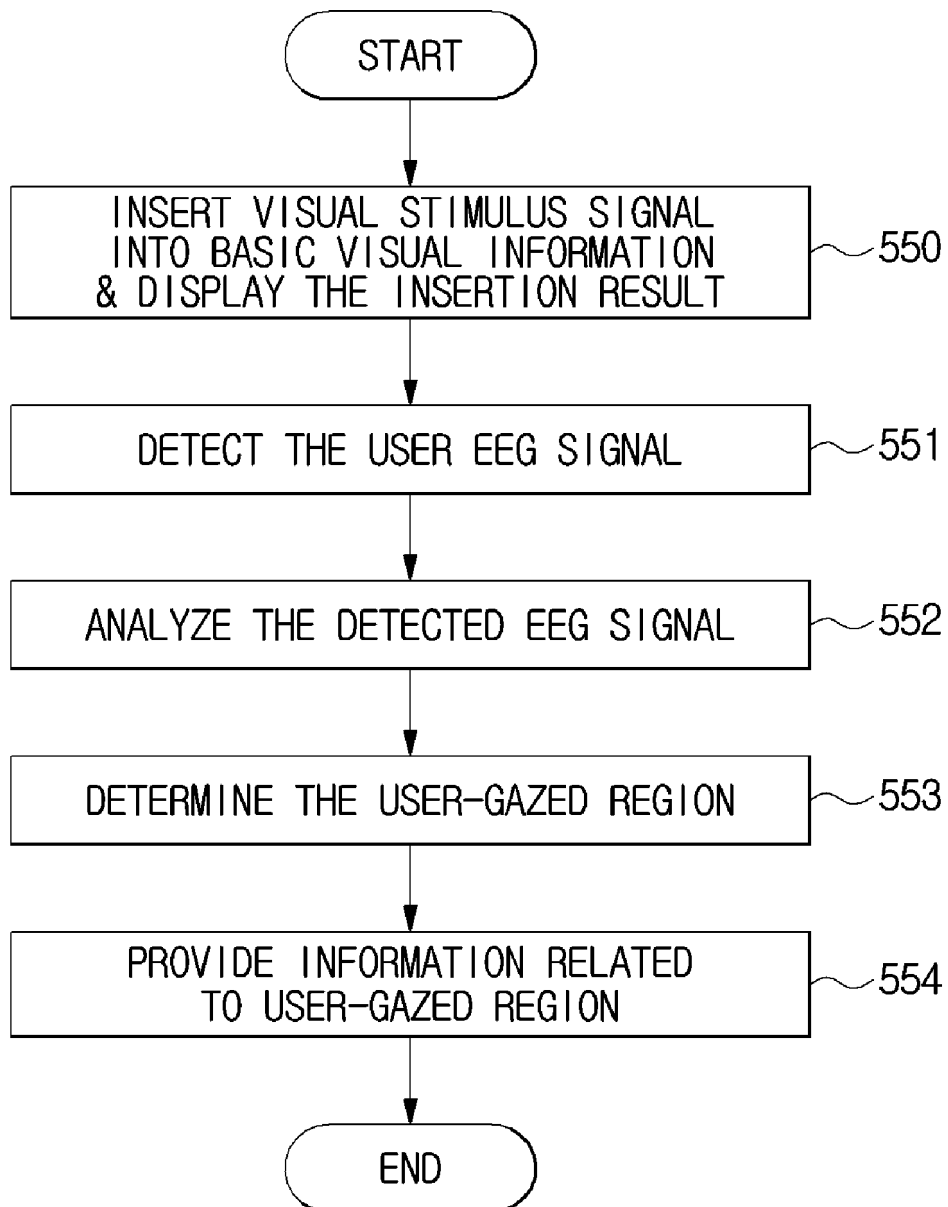 START
INSERT VISUAL STIMULUS SIGNAL
INTO BASIC VISUAL INFORMATION
& DISPLAY THE INSERTION RESULT
550
DETECT THE USER EEG SIGNAL
551
ANALYZE THE DETECTED EEG SIGNAL
552
DETERMINE THE USER-GAZED REGION
553
PROVIDE INFORMATION RELATED
TO USER-GAZED REGION
554
END